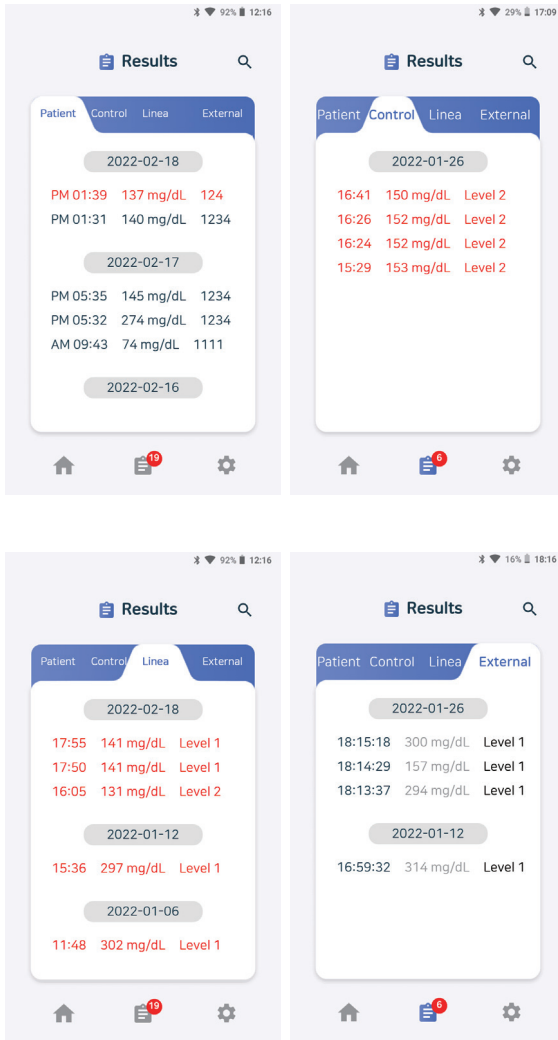 92% 12:16
Results
Patient Control Linea External
2022-02-18
PM 01:39 137 mg/dL 124
PM 01:31 140 mg/dL 1234
2022-02-17
PM 05:35 145 mg/dL 1234
PM 05:32 274 mg/dL 1234
AM 09:43 74 mg/dL 1111
2022-02-16
19
29% 17:09
Results
Patient Control Linea External
2022-01-26
16:41 150 mg/dL Level 2
16:26 152 mg/dL Level 2
16:24 152 mg/dL Level 2
15:29 153 mg/dL Level 2
6
92% 12:16
Results
Patient Control Linea External
2022-02-18
17:55 141 mg/dL Level 1
17:50 141 mg/dL Level 1
16:05 131 mg/dL Level 2
2022-01-12
15:36 297 mg/dL Level 1
2022-01-06
11:48 302 mg/dL Level 1
19
16% 18:16
Results
Patient Control Linea External
2022-01-26
18:15:18 300 mg/dL Level 1
18:14:29 157 mg/dL Level 1
18:13:37 294 mg/dL Level 1
2022-01-12
16:59:32 314 mg/dL Level 1
6